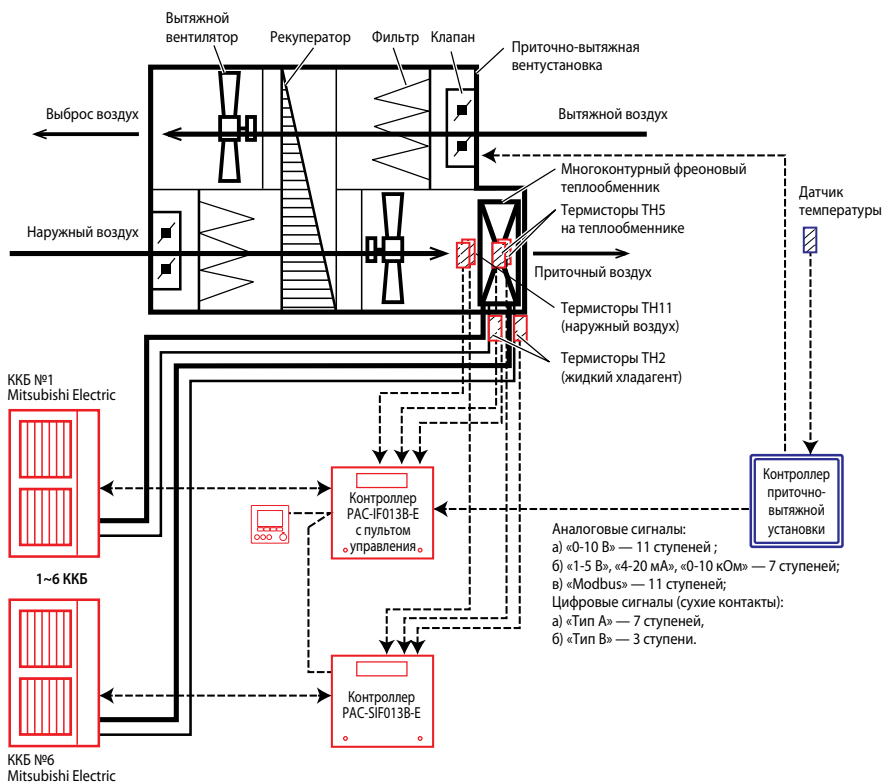 Вытяжной
вентилятор
Рекуператор
Фильтр
Клапан
Приточно-вытяжная
вентустановка
Выброс воздух
Вытяжной воздух
Многоконтурный фреоновый
теплообменник
Термисторы TH5
на теплообменнике
Датчик
температуры
Наружный воздух
Приточный воздух
Термисторы TH11
(наружный воздух)
Термисторы TH2
(жидкий хладагент)
ККБ №1
Mitsubishi Electric
Контроллер
PAC-IF013B-E
с пультом
управления
Контроллер
приточно-
вытяжной
установки
Аналоговые сигналы:
а) «0-10 В» — 11 ступеней ;
б) «1-5 В», «4-20 мА», «0-10 кОм» — 7 ступеней;
в) «Modbus» — 11 ступеней;
Цифровые сигналы (сухие контакты):
а) «Тип А» — 7 ступеней,
б) «Тип В» — 3 ступени.
1~6 ККБ
Контроллер
PAC-SIF013B-E
ККБ №6
Mitsubishi Electric